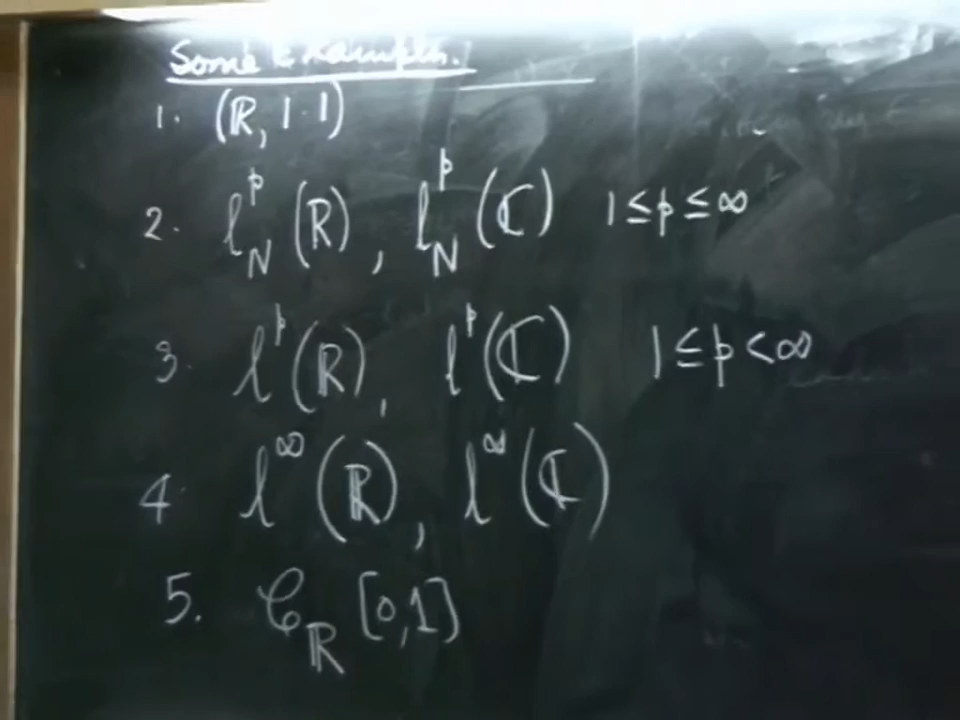 Some Examples.
1. (ℝ, |·|)
2. l^p_N (ℝ), l^p_N (ℂ) 1≤p≤∞
3. l^p(ℝ), l^p(ℂ) 1≤p<∞
4. l^∞(ℝ), l^∞(ℂ)
5. 𝒞_ℝ [0,1]